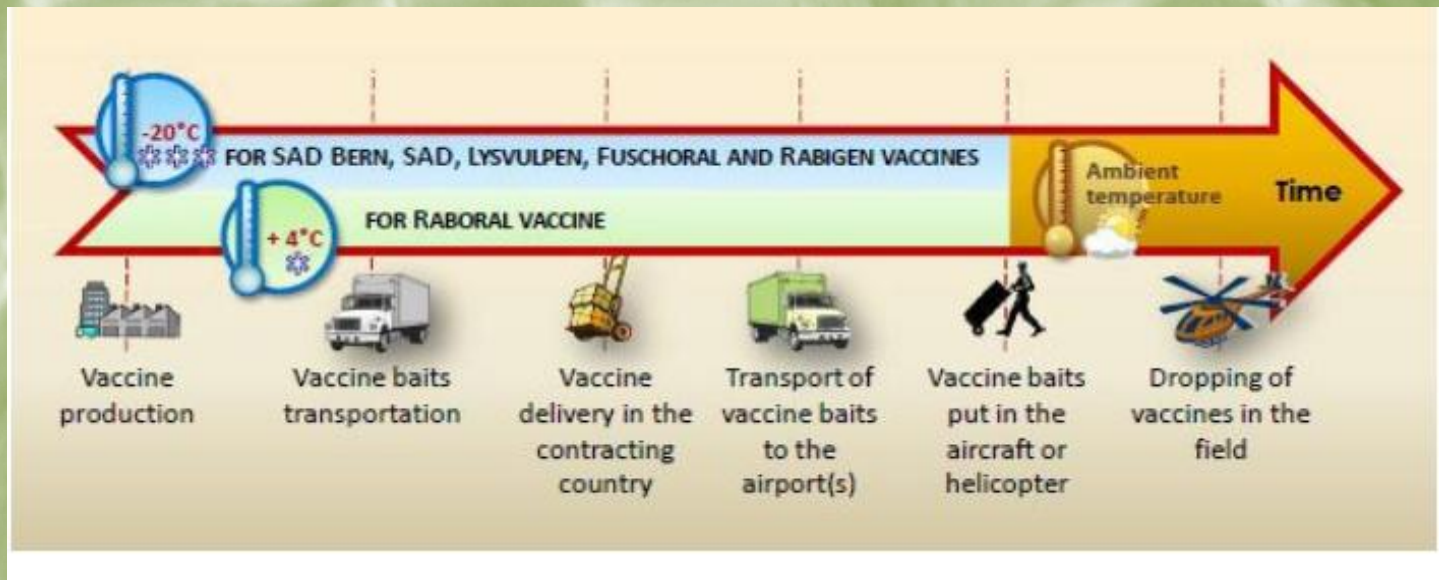 -20°C
FOR SAD BERN, SAD, LYSVULPEN, FUSCHORAL AND RABIGEN VACCINES
+ 4°C
FOR RABORAL VACCINE
Ambient
temperature
Time
Vaccine
production
Vaccine baits
transportation
Vaccine
delivery in the
contracting
country
Transport of
vaccine baits
to the
airport(s)
Vaccine baits
put in the
aircraft or
helicopter
Dropping of
vaccines in the
field